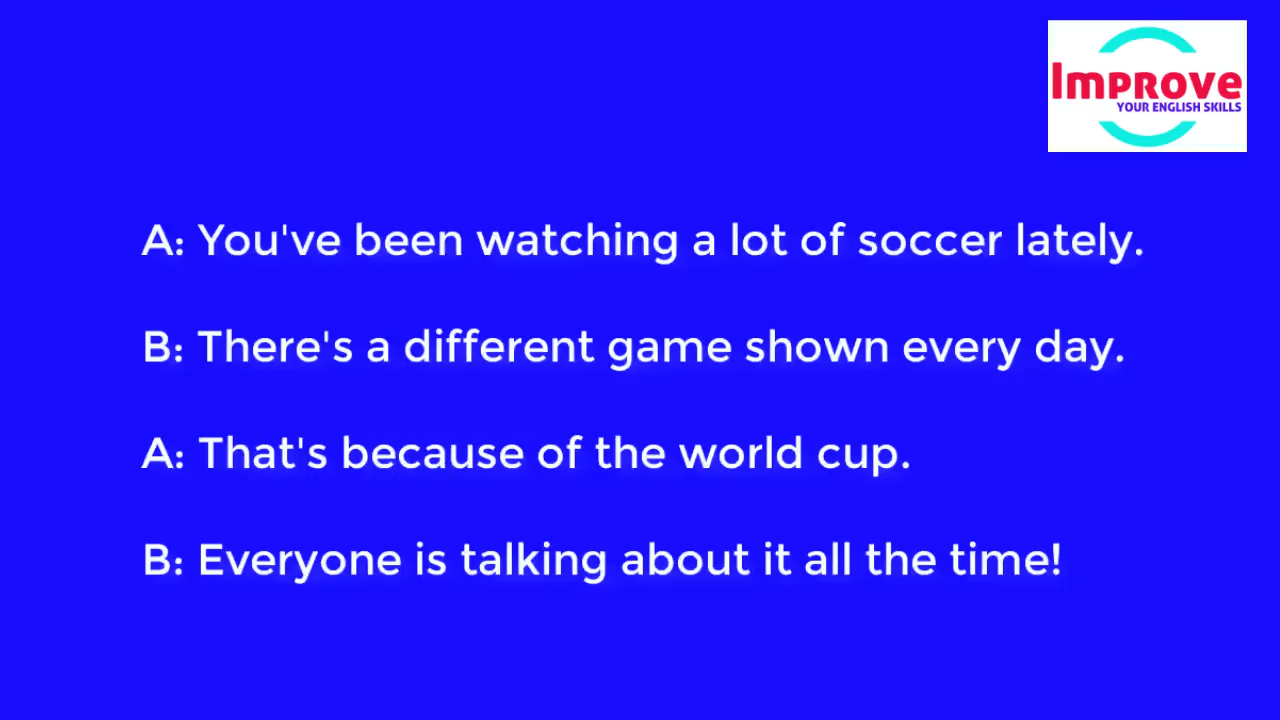 Improve
YOUR ENGLISH SKILLS
A: You've been watching a lot of soccer lately.
B: There's a different game shown every day.
A: That's because of the world cup.
B: Everyone is talking about it all the time!